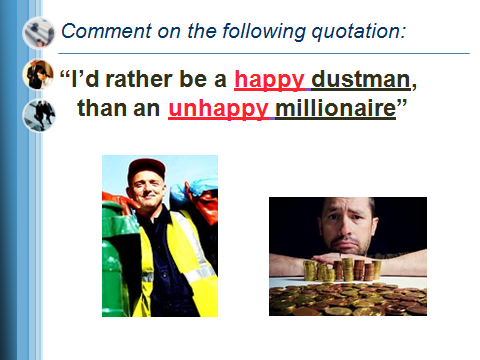 Comment on the following quotation:
“I’d rather be a happy dustman,
than an unhappy millionaire”